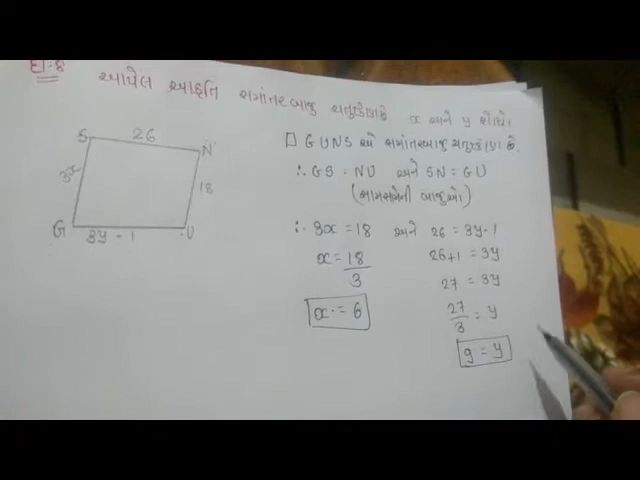 દા-8 આપેલ આકૃતિ સમાંતરબાજુ ચતુષ્કોણ છે. x અને y શોધો.
S 26 N
3x 18
G 3y - 1 U
□ GUNS એ સમાંતરબાજુ ચતુષ્કોણ છે.
∴ GS = NU અને SN = GU
(સામસામેની બાજુઓ)
∴ 3x = 18 અને 26 = 3y-1
x = 18/3 26+1 = 3y
27 = 3y
x = 6 27/3 = y
9 = y